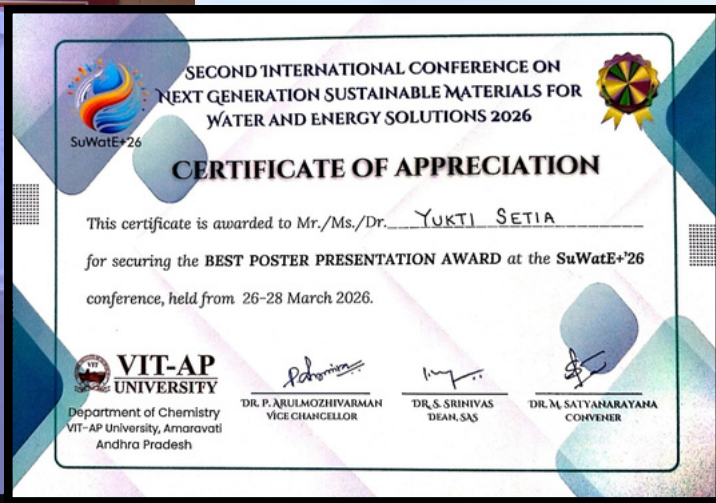 SuWatE+26
SECOND INTERNATIONAL CONFERENCE ON
NEXT GENERATION SUSTAINABLE MATERIALS FOR
WATER AND ENERGY SOLUTIONS 2026
CERTIFICATE OF APPRECIATION
This certificate is awarded to Mr./Ms./Dr. YUKTI SETIA
for securing the BEST POSTER PRESENTATION AWARD at the SuWatE+'26
conference, held from 26-28 March 2026.
VIT
VIT-AP
UNIVERSITY
Department of Chemistry
VIT-AP University, Amaravati
Andhra Pradesh
DR. P. ARULMOZHIVARMAN
VICE CHANCELLOR
DR. S. SRINIVAS
DEAN, SAS
DR. M. SATYANARAYANA
CONVENER